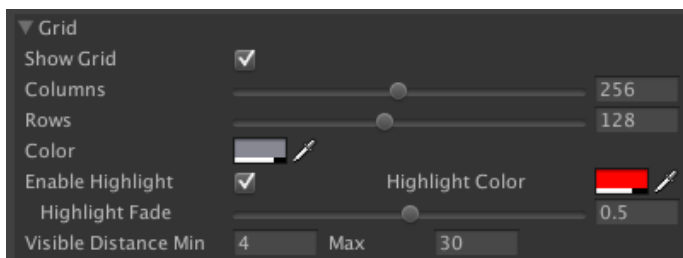 Grid
Show Grid
Columns 256
Rows 128
Color
Enable Highlight Highlight Color
Highlight Fade 0.5
Visible Distance Min 4 Max 30